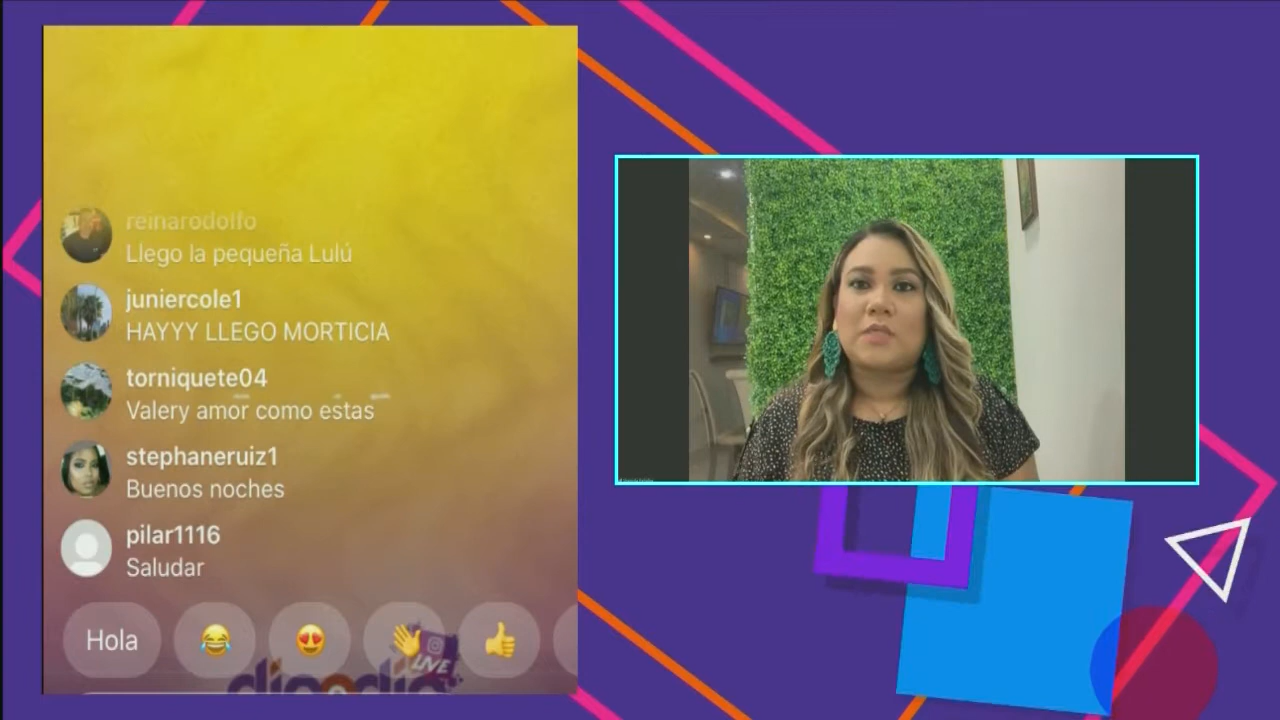 reinarodolfo
Llego la pequeña Lulú
juniercole1
HAYYY LLEGO MORTICIA
torniquete04
Valery amor como estas
stephaneruiz1
Buenos noches
pilar1116
Saludar
Hola
LIVE